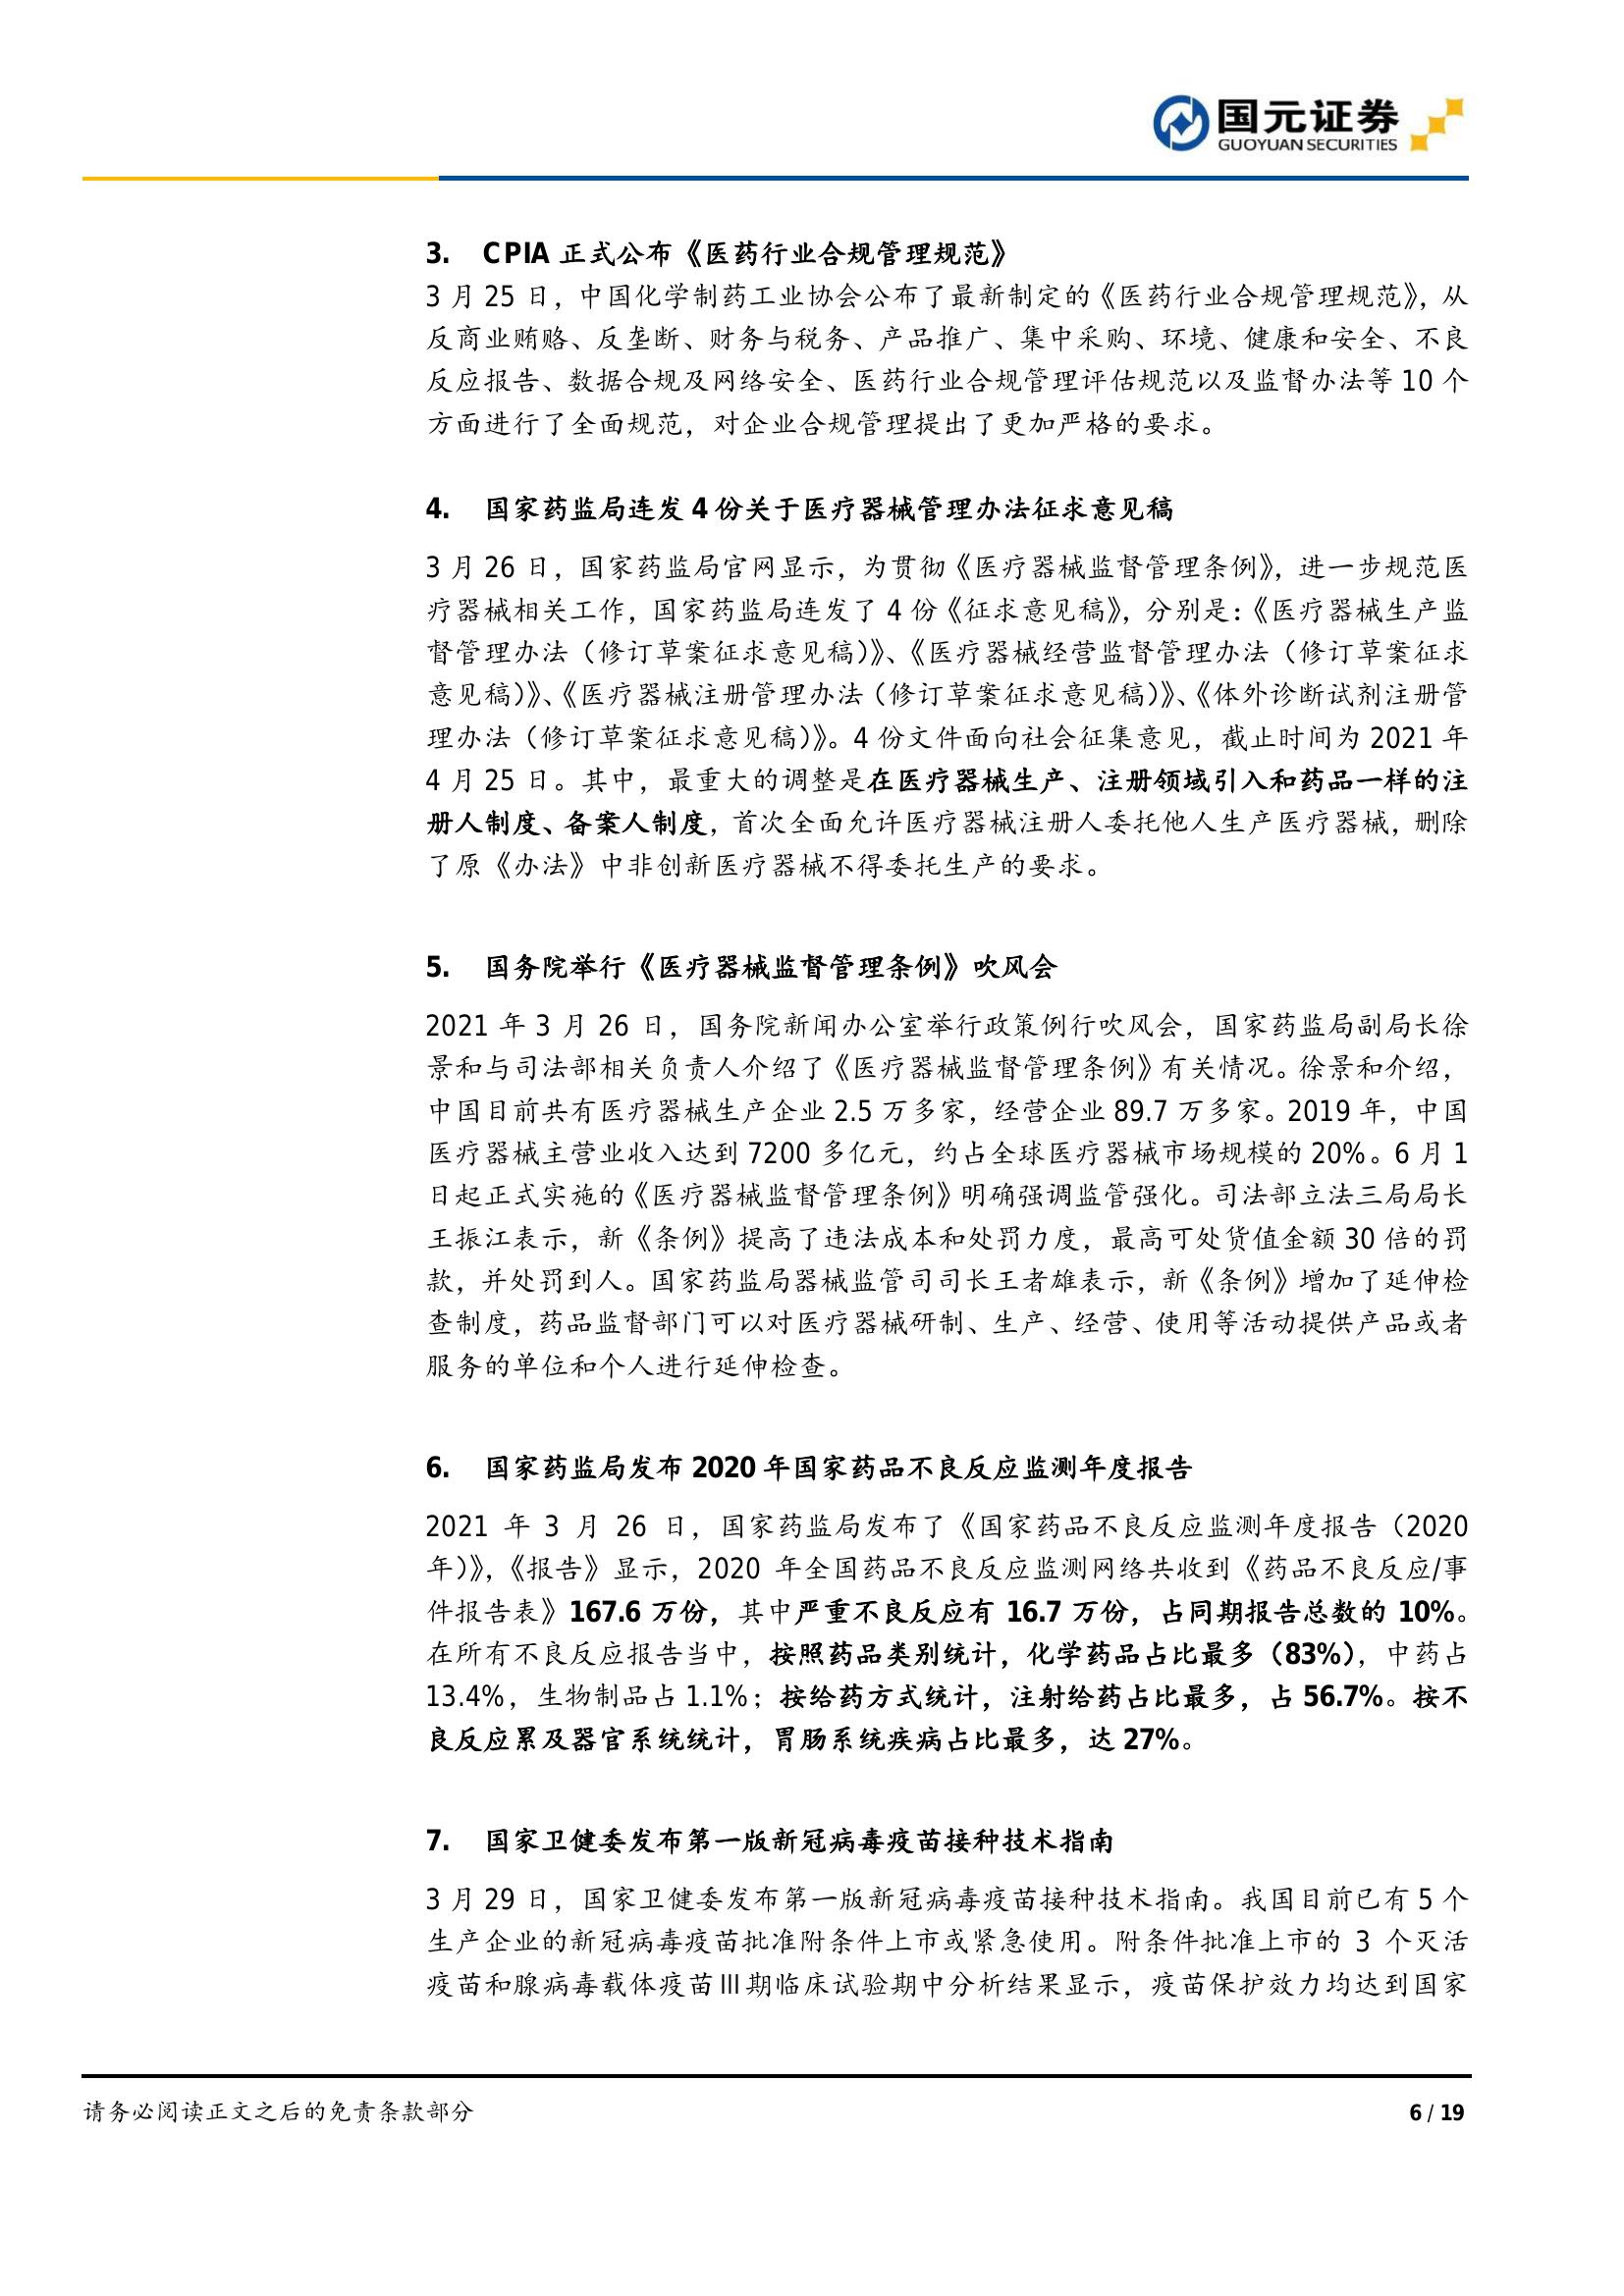 国元证券
GUOYUAN SECURITIES
3. CPIA 正式公布《医药行业合规管理规范》
3 月 25 日，中国化学制药工业协会公布了最新制定的《医药行业合规管理规范》，从
反商业贿赂、反垄断、财务与税务、产品推广、集中采购、环境、健康和安全、不良
反应报告、数据合规及网络安全、医药行业合规管理评估规范以及监督办法等 10 个
方面进行了全面规范，对企业合规管理提出了更加严格的要求。
4. 国家药监局连发 4 份关于医疗器械管理办法征求意见稿
3 月 26 日，国家药监局官网显示，为贯彻《医疗器械监督管理条例》，进一步规范医
疗器械相关工作，国家药监局连发了 4 份《征求意见稿》，分别是：《医疗器械生产监
督管理办法（修订草案征求意见稿）》、《医疗器械经营监督管理办法（修订草案征求
意见稿）》、《医疗器械注册管理办法（修订草案征求意见稿）》、《体外诊断试剂注册管
理办法（修订草案征求意见稿）》。4 份文件面向社会征集意见，截止时间为 2021 年
4 月 25 日。其中，最重大的调整是在医疗器械生产、注册领域引入和药品一样的注
册人制度、备案人制度，首次全面允许医疗器械注册人委托他人生产医疗器械，删除
了原《办法》中非创新医疗器械不得委托生产的要求。
5. 国务院举行《医疗器械监督管理条例》吹风会
2021 年 3 月 26 日，国务院新闻办公室举行政策例行吹风会，国家药监局副局长徐
景和与司法部相关负责人介绍了《医疗器械监督管理条例》有关情况。徐景和介绍，
中国目前共有医疗器械生产企业 2.5 万多家，经营企业 89.7 万多家。2019 年，中国
医疗器械主营业收入达到 7200 多亿元，约占全球医疗器械市场规模的 20%。6 月 1
日起正式实施的《医疗器械监督管理条例》明确强调监管强化。司法部立法三局局长
王振江表示，新《条例》提高了违法成本和处罚力度，最高可处货值金额 30 倍的罚
款，并处罚到人。国家药监局器械监管司司长王者雄表示，新《条例》增加了延伸检
查制度，药品监督部门可以对医疗器械研制、生产、经营、使用等活动提供产品或者
服务的单位和个人进行延伸检查。
6. 国家药监局发布 2020 年国家药品不良反应监测年度报告
2021 年 3 月 26 日，国家药监局发布了《国家药品不良反应监测年度报告（2020
年）》，《报告》显示，2020 年全国药品不良反应监测网络共收到《药品不良反应/事
件报告表》167.6 万份，其中严重不良反应有 16.7 万份，占同期报告总数的 10%。
在所有不良反应报告当中，按照药品类别统计，化学药品占比最多（83%），中药占
13.4%，生物制品占 1.1%；按给药方式统计，注射给药占比最多，占 56.7%。按不
良反应累及器官系统统计，胃肠系统疾病占比最多，达 27%。
7. 国家卫健委发布第一版新冠病毒疫苗接种技术指南
3 月 29 日，国家卫健委发布第一版新冠病毒疫苗接种技术指南。我国目前已有 5 个
生产企业的新冠病毒疫苗批准附条件上市或紧急使用。附条件批准上市的 3 个灭活
疫苗和腺病毒载体疫苗Ⅲ期临床试验期中分析结果显示，疫苗保护效力均达到国家
请务必阅读正文之后的免责条款部分
6 / 19